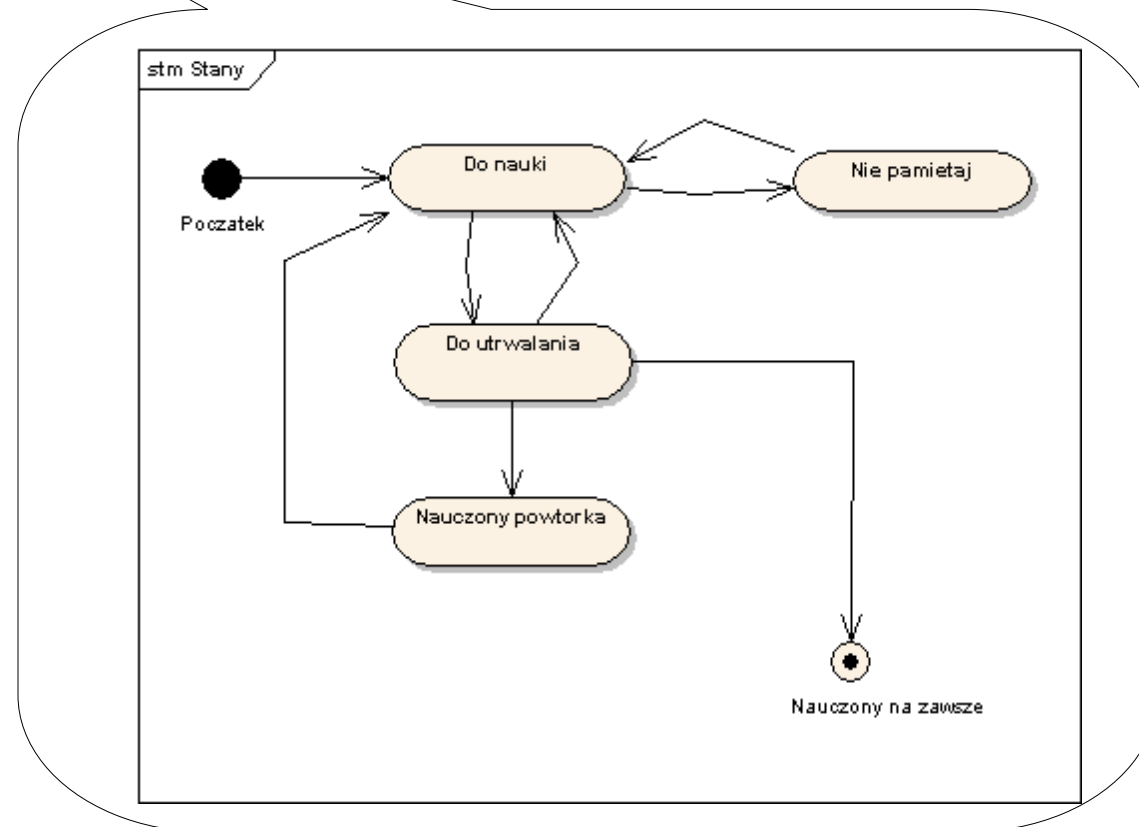 stm Stany
Do nauki
Nie pamietaj
Poczatek
Do utrwalania
Nauczony powtorka
Nauczony na zawsze